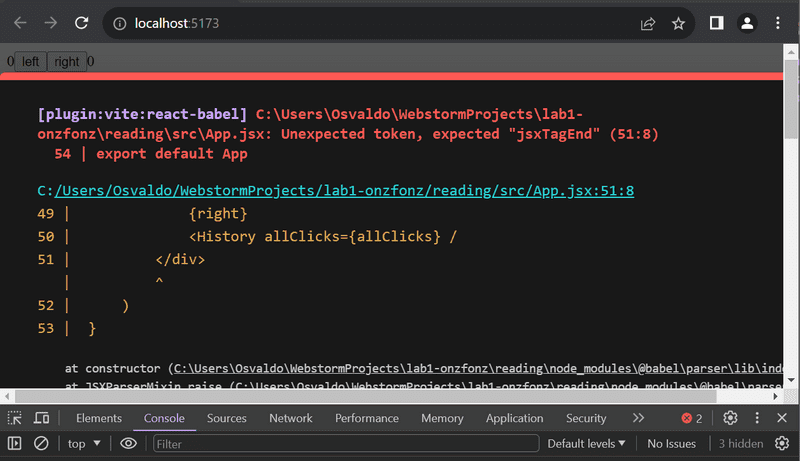 localhost:5173
0 left right 0
[plugin:vite:react-babel] C:\Users\Osvaldo\WebstormProjects\lab1-
onzfonz\reading\src\App.jsx: Unexpected token, expected "jsxTagEnd" (51:8)
54 | export default App
C:/Users/Osvaldo/WebstormProjects/lab1-onzfonz/reading/src/App.jsx:51:8
49 | {right}
50 | <History allClicks={allClicks} /
51 | </div>
| ^
52 | )
53 | }
at constructor (C:\Users\Osvaldo\WebstormProjects\lab1-onzfonz\reading\node_modules\@babel\parser\lib\inde
at JSXParserMixin.raise (C:\Users\Osvaldo\WebstormProjects\lab1-onzfonz\reading\node_modules\@babel\parse
Elements Console Sources Network Performance Memory Application Security 2
top Filter Default levels No Issues 3 hidden